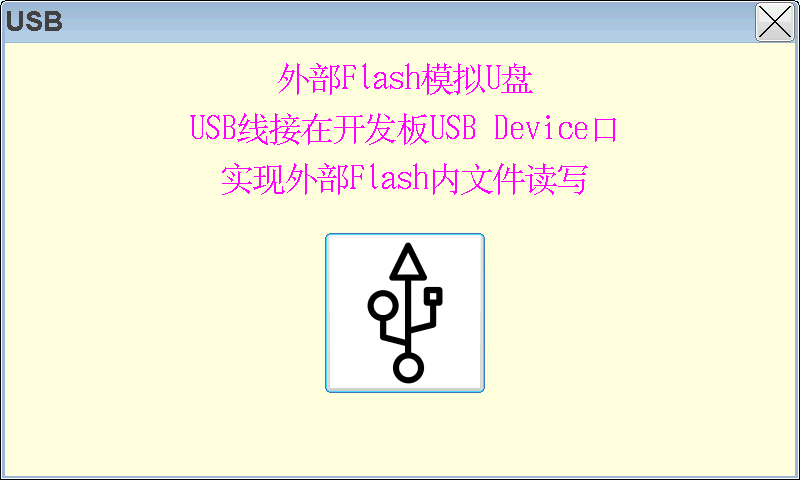 USB
外部Flash模拟U盘
USB线接在开发板USB Device口
实现外部Flash内文件读写